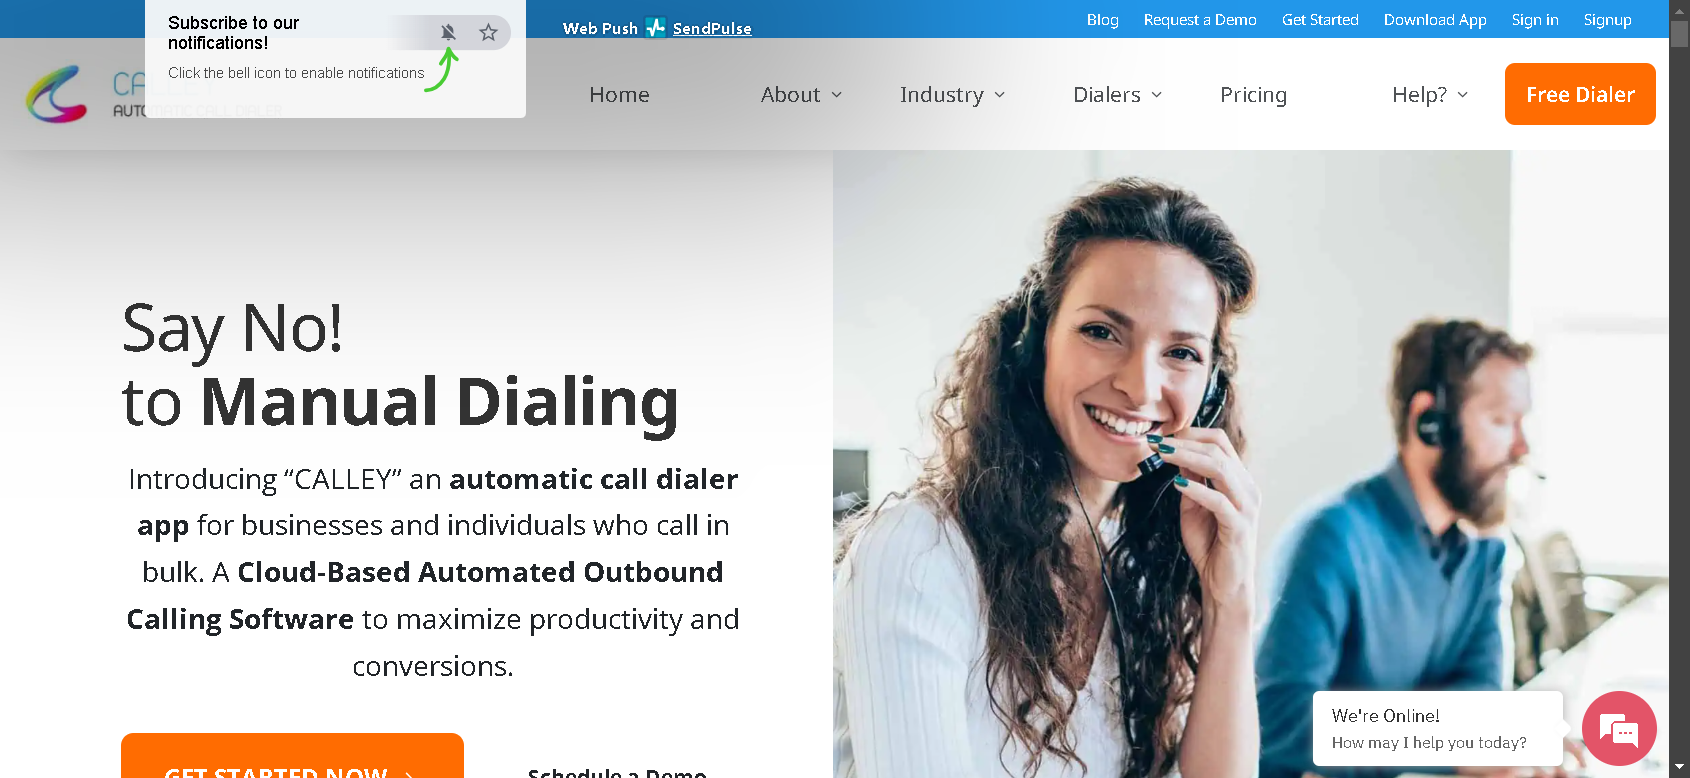 Subscribe to our
notifications!
Click the bell icon to enable notifications
Web Push SendPulse
Blog Request a Demo Get Started Download App Sign in Signup
CALLEY
AUTOMATIC CALL DIALER
Home About Industry Dialers Pricing Help? Free Dialer
Say No!
to Manual Dialing
Introducing “CALLEY” an automatic call dialer
app for businesses and individuals who call in
bulk. A Cloud-Based Automated Outbound
Calling Software to maximize productivity and
conversions.
GET STARTED NOW
Schedule a Demo
We're Online!
How may I help you today?